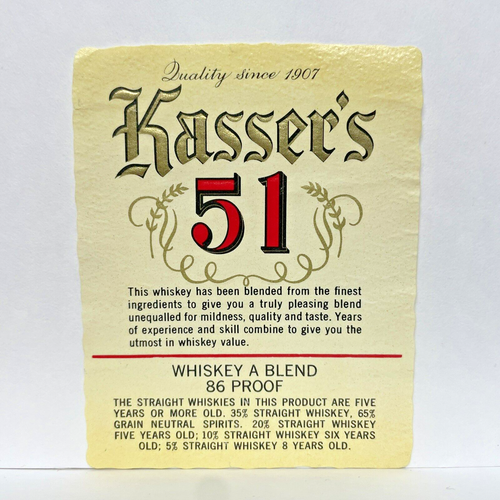 Quality since 1907
Kasser's
51
This whiskey has been blended from the finest
ingredients to give you a truly pleasing blend
unequalled for mildness, quality and taste. Years
of experience and skill combine to give you the
utmost in whiskey value.
WHISKEY A BLEND
86 PROOF
THE STRAIGHT WHISKIES IN THIS PRODUCT ARE FIVE
YEARS OR MORE OLD. 35% STRAIGHT WHISKEY, 65%
GRAIN NEUTRAL SPIRITS. 20% STRAIGHT WHISKEY
FIVE YEARS OLD; 10% STRAIGHT WHISKEY SIX YEARS
OLD; 5% STRAIGHT WHISKEY 8 YEARS OLD.